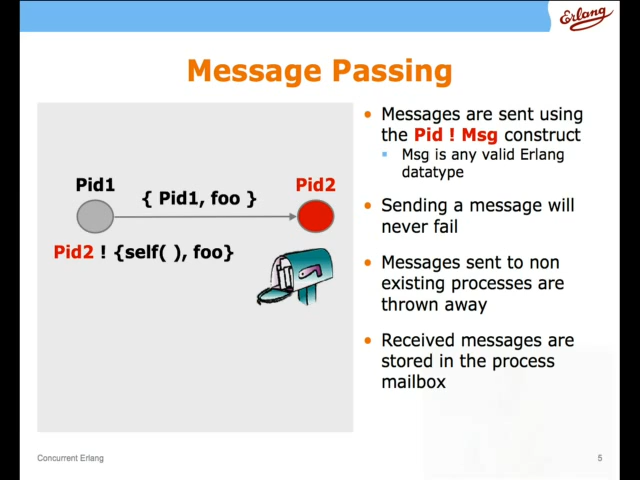 Erlang
Message Passing
Pid1
{ Pid1, foo }
Pid2
Pid2 ! {self( ), foo}
• Messages are sent using
the Pid ! Msg construct
Msg is any valid Erlang
datatype
• Sending a message will
never fail
• Messages sent to non
existing processes are
thrown away
• Received messages are
stored in the process
mailbox
Concurrent Erlang
5